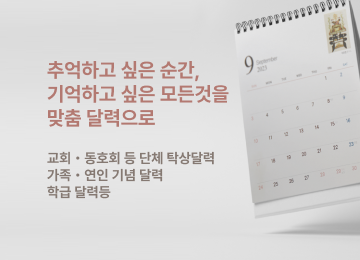 추억하고 싶은 순간,
기억하고 싶은 모든것을
맞춤 달력으로
교회 • 동호회 등 단체 탁상달력
가족 • 연인 기념 달력
학급 달력등
9
September
2023